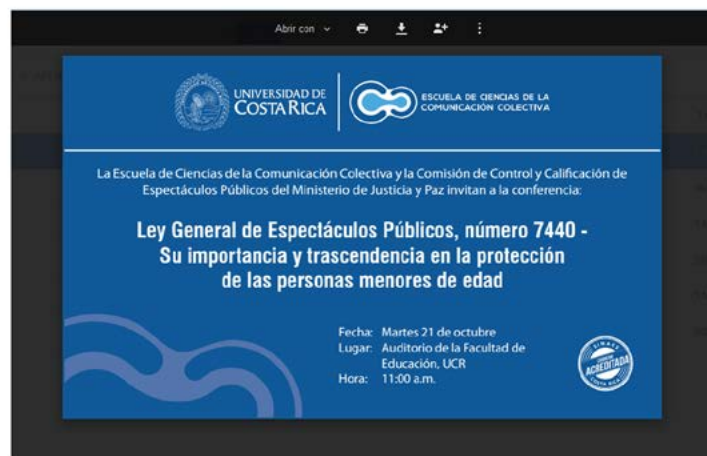 Abrir con
UNIVERSIDAD DE
COSTA RICA
ESCUELA DE CIENCIAS DE LA
COMUNICACIÓN COLECTIVA
La Escuela de Ciencias de la Comunicación Colectiva y la Comisión de Control y Calificación de
Espectáculos Públicos del Ministerio de Justicia y Paz invitan a la conferencia:
Ley General de Espectáculos Públicos, número 7440 -
Su importancia y trascendencia en la protección
de las personas menores de edad
Fecha: Martes 21 de octubre
Lugar: Auditorio de la Facultad de
Educación, UCR
Hora: 11:00 a.m.
SINAES
ACREDITADA
COSTA RICA